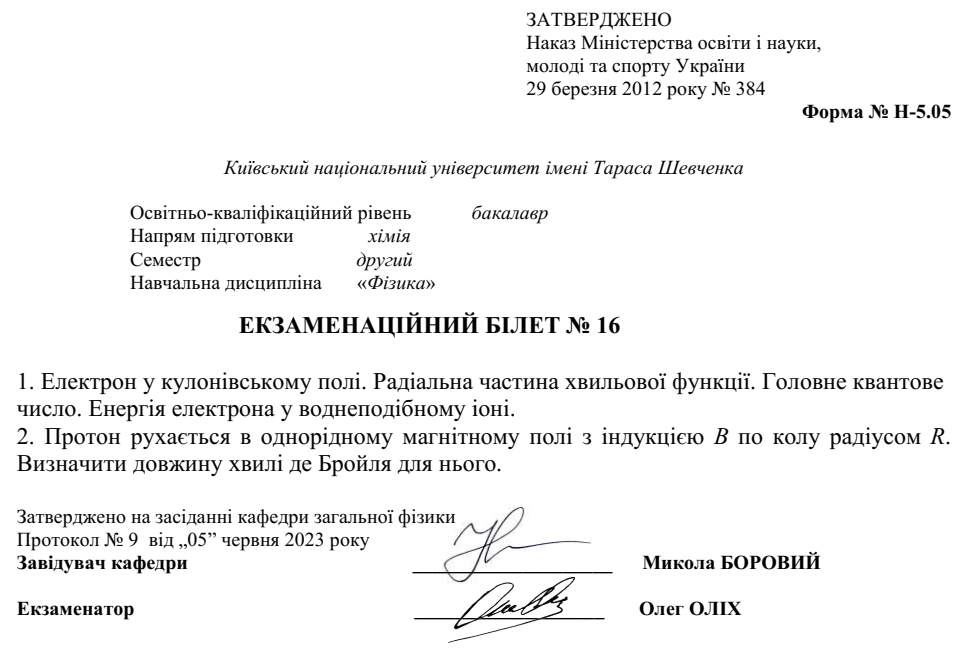 ЗАТВЕРДЖЕНО
Наказ Міністерства освіти і науки,
молоді та спорту України
29 березня 2012 року № 384
Форма № Н-5.05
Київський національний університет імені Тараса Шевченка
Освітньо-кваліфікаційний рівень бакалавр
Напрям підготовки хімія
Семестр другий
Навчальна дисципліна «Фізика»
ЕКЗАМЕНАЦІЙНИЙ БІЛЕТ № 16
1. Електрон у кулонівському полі. Радіальна частина хвильової функції. Головне квантове
число. Енергія електрона у воднеподібному іоні.
2. Протон рухається в однорідному магнітному полі з індукцією B по колу радіусом R.
Визначити довжину хвилі де Бройля для нього.
Затверджено на засіданні кафедри загальної фізики
Протокол № 9 від „05” червня 2023 року
Завідувач кафедри ____________________ Микола БОРОВИЙ
Екзаменатор ____________________ Олег ОЛІХ